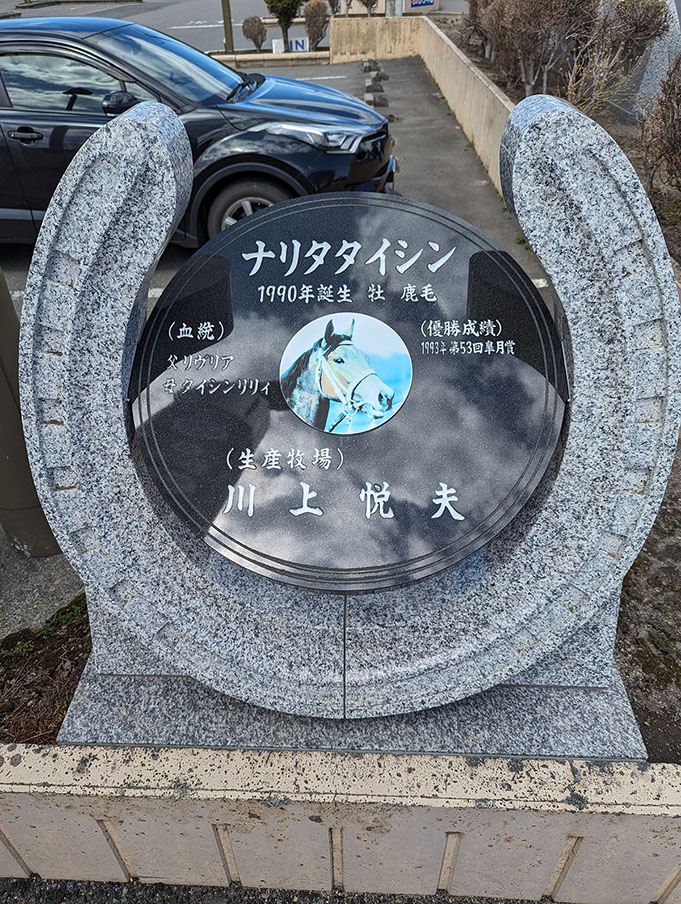 IN
ナリタタイシン
1990年誕生 牡 鹿毛
(血統)
父 リヴリア
母 タイシンリリィ
(優勝成績)
1993年 第53回皐月賞
(生産牧場)
川上悦夫